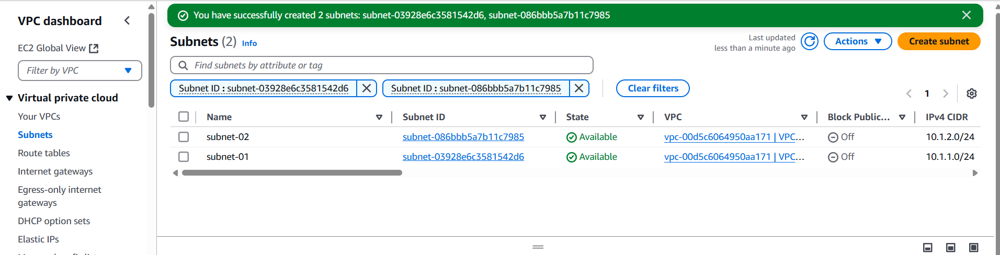 You have successfully created 2 subnets: subnet-03928e6c3581542d6, subnet-086bbb5a7b11c7985
VPC dashboard
EC2 Global View
Filter by VPC
Virtual private cloud
Your VPCs
Subnets
Route tables
Internet gateways
Egress-only internet
gateways
DHCP option sets
Elastic IPs
Subnets (2) Info
Last updated
less than a minute ago
Actions
Create subnet
Find subnets by attribute or tag
Subnet ID : subnet-03928e6c3581542d6
Subnet ID : subnet-086bbb5a7b11c7985
Clear filters
1
Name Subnet ID State VPC Block Public... IPv4 CIDR
subnet-02 subnet-086bbb5a7b11c7985 Available vpc-00d5c6064950aa171 | VPC... Off 10.1.2.0/24
subnet-01 subnet-03928e6c3581542d6 Available vpc-00d5c6064950aa171 | VPC... Off 10.1.1.0/24